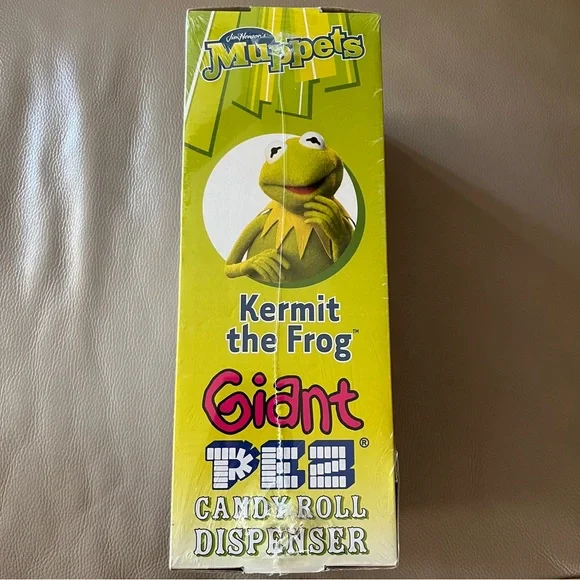 Jim Henson's
Muppets
Kermit
the Frog™
Giant
PEZ®
CANDY ROLL
DISPENSER